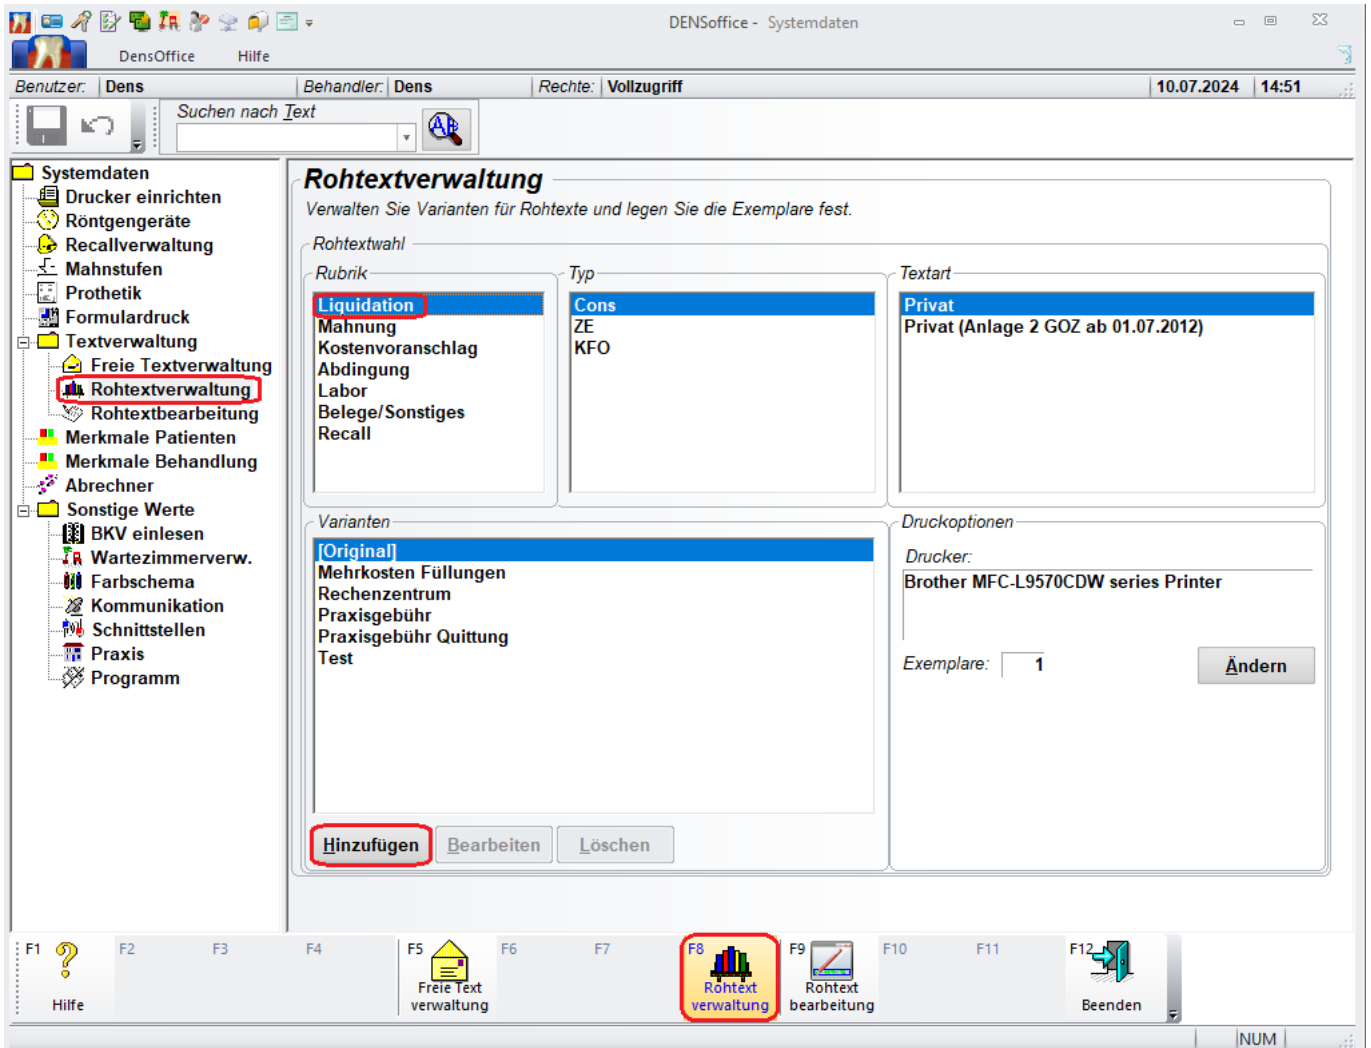 DENSoffice - Systemdaten
DensOffice Hilfe
Benutzer: Dens Behandler: Dens Rechte: Vollzugriff 10.07.2024 14:51
Suchen nach Text
Systemdaten
Drucker einrichten
Röntgengeräte
Recallverwaltung
Mahnstufen
Prothetik
Formulardruck
Textverwaltung
Freie Textverwaltung
Rohtextverwaltung
Rohtextbearbeitung
Merkmale Patienten
Merkmale Behandlung
Abrechner
Sonstige Werte
BKV einlesen
Wartezimmerverw.
Farbschema
Kommunikation
Schnittstellen
Praxis
Programm
Rohtextverwaltung
Verwalten Sie Varianten für Rohtexte und legen Sie die Exemplare fest.
Rohtextwahl
Rubrik
Liquidation
Mahnung
Kostenvoranschlag
Abdingung
Labor
Belege/Sonstiges
Recall
Typ
Cons
ZE
KFO
Textart
Privat
Privat (Anlage 2 GOZ ab 01.07.2012)
Varianten
[Original]
Mehrkosten Füllungen
Rechenzentrum
Praxisgebühr
Praxisgebühr Quittung
Test
Hinzufügen Bearbeiten Löschen
Druckoptionen
Drucker:
Brother MFC-L9570CDW series Printer
Exemplare: 1 Ändern
F1 Hilfe
F2
F3
F4
F5 Freie Text
verwaltung
F6
F7
F8 Rohtext
verwaltung
F9 Rohtext
bearbeitung
F10
F11
F12 Beenden
NUM